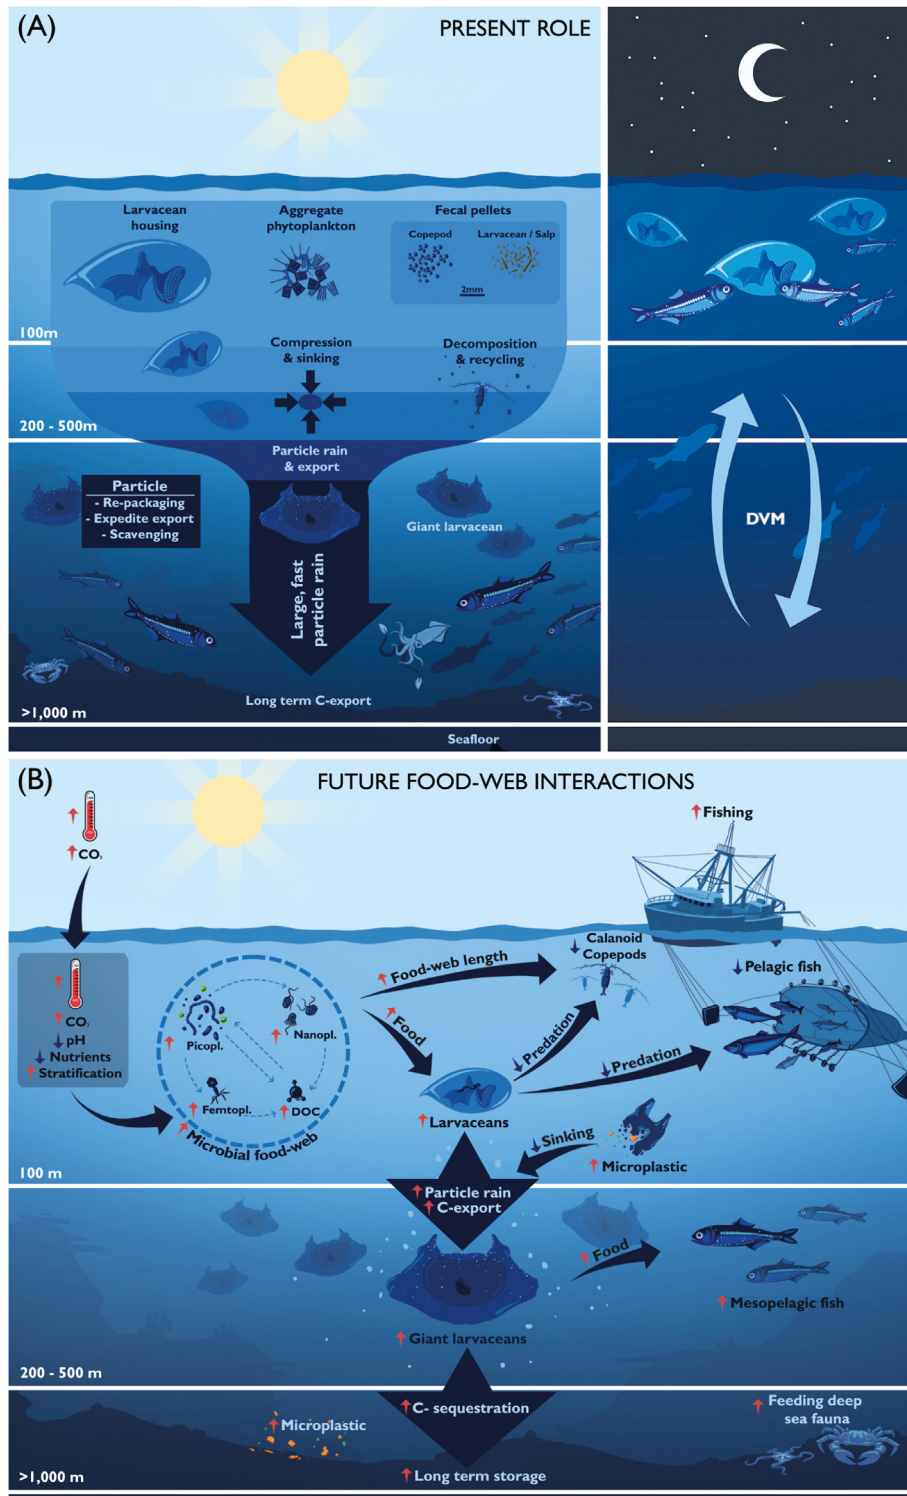 (A)
PRESENT ROLE
Larvacean
housing
Aggregate
phytoplankton
Fecal pellets
Copepod
Larvacean / Salp
2mm
100m
Compression
& sinking
Decomposition
& recycling
200 - 500m
Particle rain
& export
Particle
- Re-packaging
- Expedite export
- Scavenging
Giant larvacean
DVM
Large, fast
particle rain
Long term C-export
>1,000 m
Seafloor
(B)
FUTURE FOOD-WEB INTERACTIONS
↑Fishing
↑
↑CO₂
↑
↑CO₂
↓pH
↓Nutrients
↑Stratification
↑Food-web length
↓Calanoid
Copepods
↓Pelagic fish
↑Picopl.
↑Nanopl.
↑Food
↓Predation
↓Predation
↑Femtopl.
↑DOC
↑Microbial food-web
↑Larvaceans
↓Sinking
↑Microplastic
100 m
↑Particle rain
↑C-export
↑Food
↑Mesopelagic fish
↑Giant larvaceans
200 - 500 m
↑C- sequestration
↑Microplastic
↑Feeding deep
sea fauna
>1,000 m
↑Long term storage